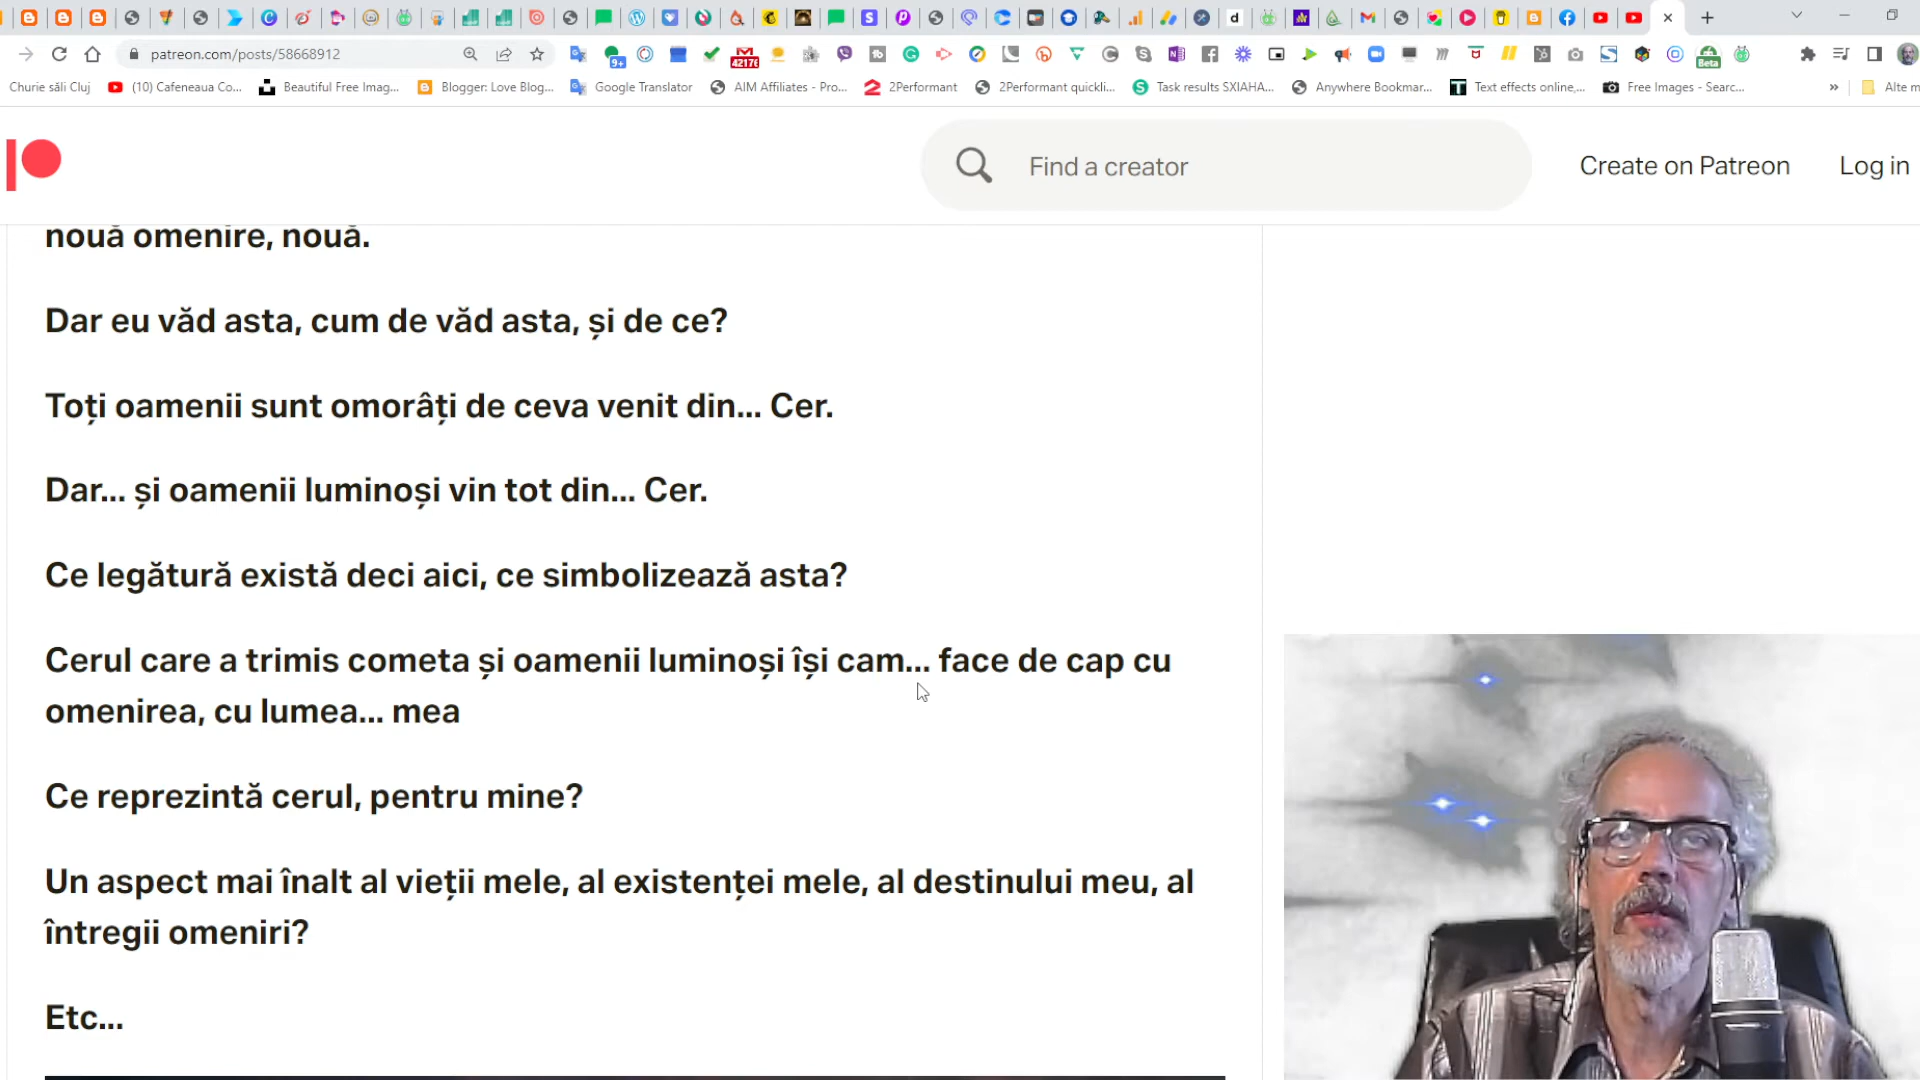 patreon.com/posts/58668912
9+
42176
Beta
Churie săli Cluj
(10) Cafeneaua Co...
Beautiful Free Imag...
Blogger: Love Blog...
Google Translator
AIM Affiliates - Pro...
2Performant
2Performant quickli...
Task results SXIAHA...
Anywhere Bookmar...
Text effects online,...
Free Images - Searc...
»
Alte m
Find a creator
Create on Patreon
Log in
nouă omenire, nouă.
Dar eu văd asta, cum de văd asta, și de ce?
Toți oamenii sunt omorâți de ceva venit din... Cer.
Dar... și oamenii luminoși vin tot din... Cer.
Ce legătură există deci aici, ce simbolizează asta?
Cerul care a trimis cometa și oamenii luminoși își cam... face de cap cu
omenirea, cu lumea... mea
Ce reprezintă cerul, pentru mine?
Un aspect mai înalt al vieții mele, al existenței mele, al destinului meu, al
întregii omeniri?
Etc...